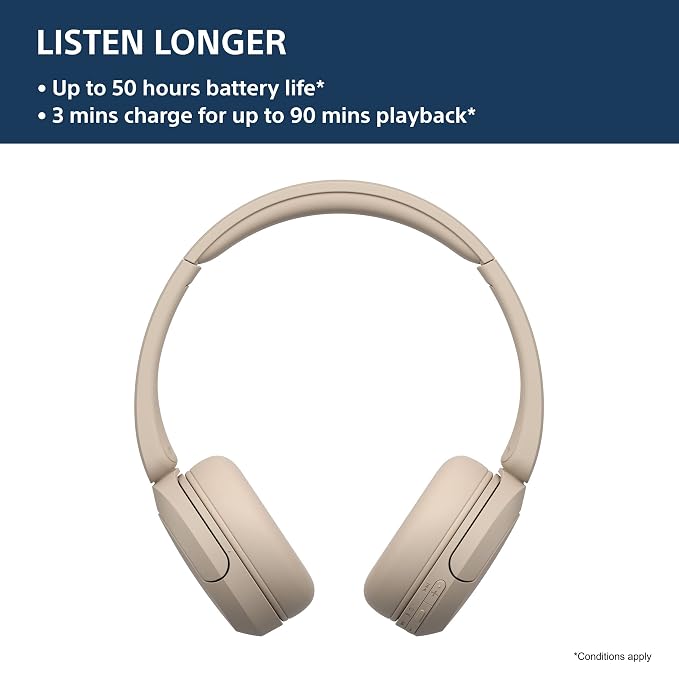 LISTEN LONGER
• Up to 50 hours battery life*
• 3 mins charge for up to 90 mins playback*
*Conditions apply